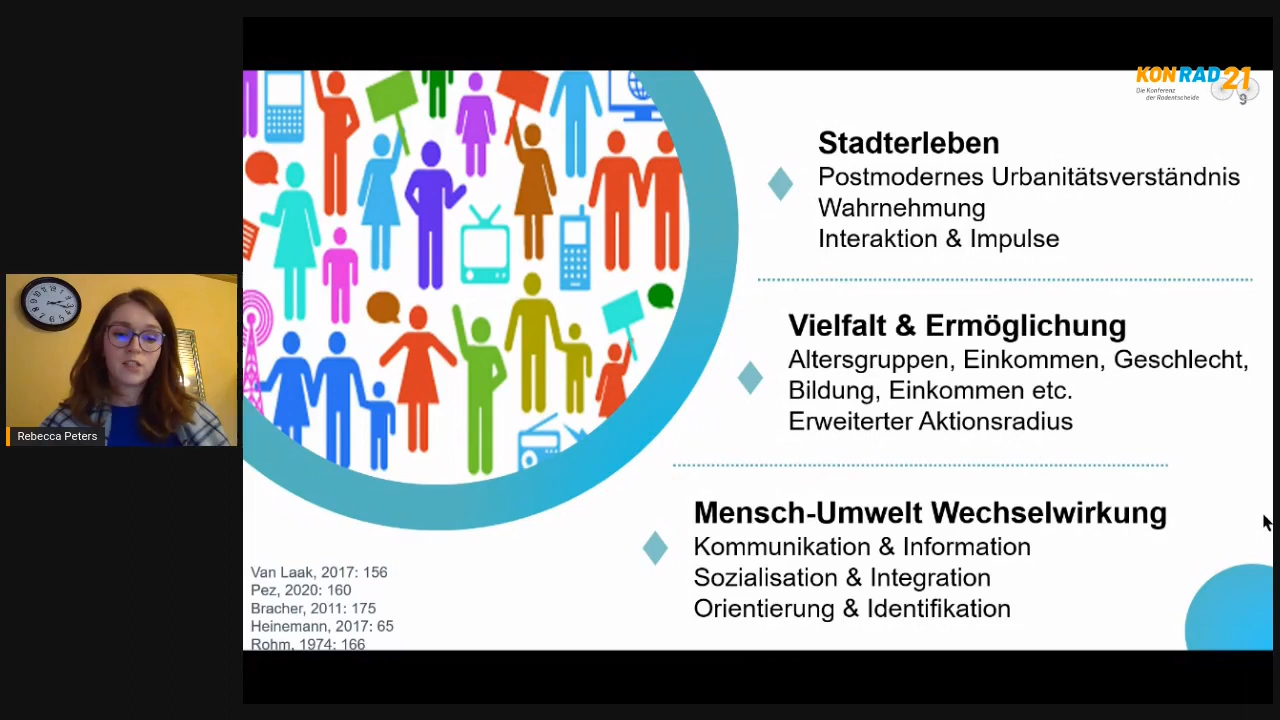 KONRAD21
Die Konferenz
der Radentscheide
9
Stadterleben
Postmodernes Urbanitätsverständnis
Wahrnehmung
Interaktion & Impulse
Vielfalt & Ermöglichung
Altersgruppen, Einkommen, Geschlecht,
Bildung, Einkommen etc.
Erweiterter Aktionsradius
Mensch-Umwelt Wechselwirkung
Kommunikation & Information
Sozialisation & Integration
Orientierung & Identifikation
Van Laak, 2017: 156
Pez, 2020: 160
Bracher, 2011: 175
Heinemann, 2017: 65
Rohm, 1974: 166
Rebecca Peters